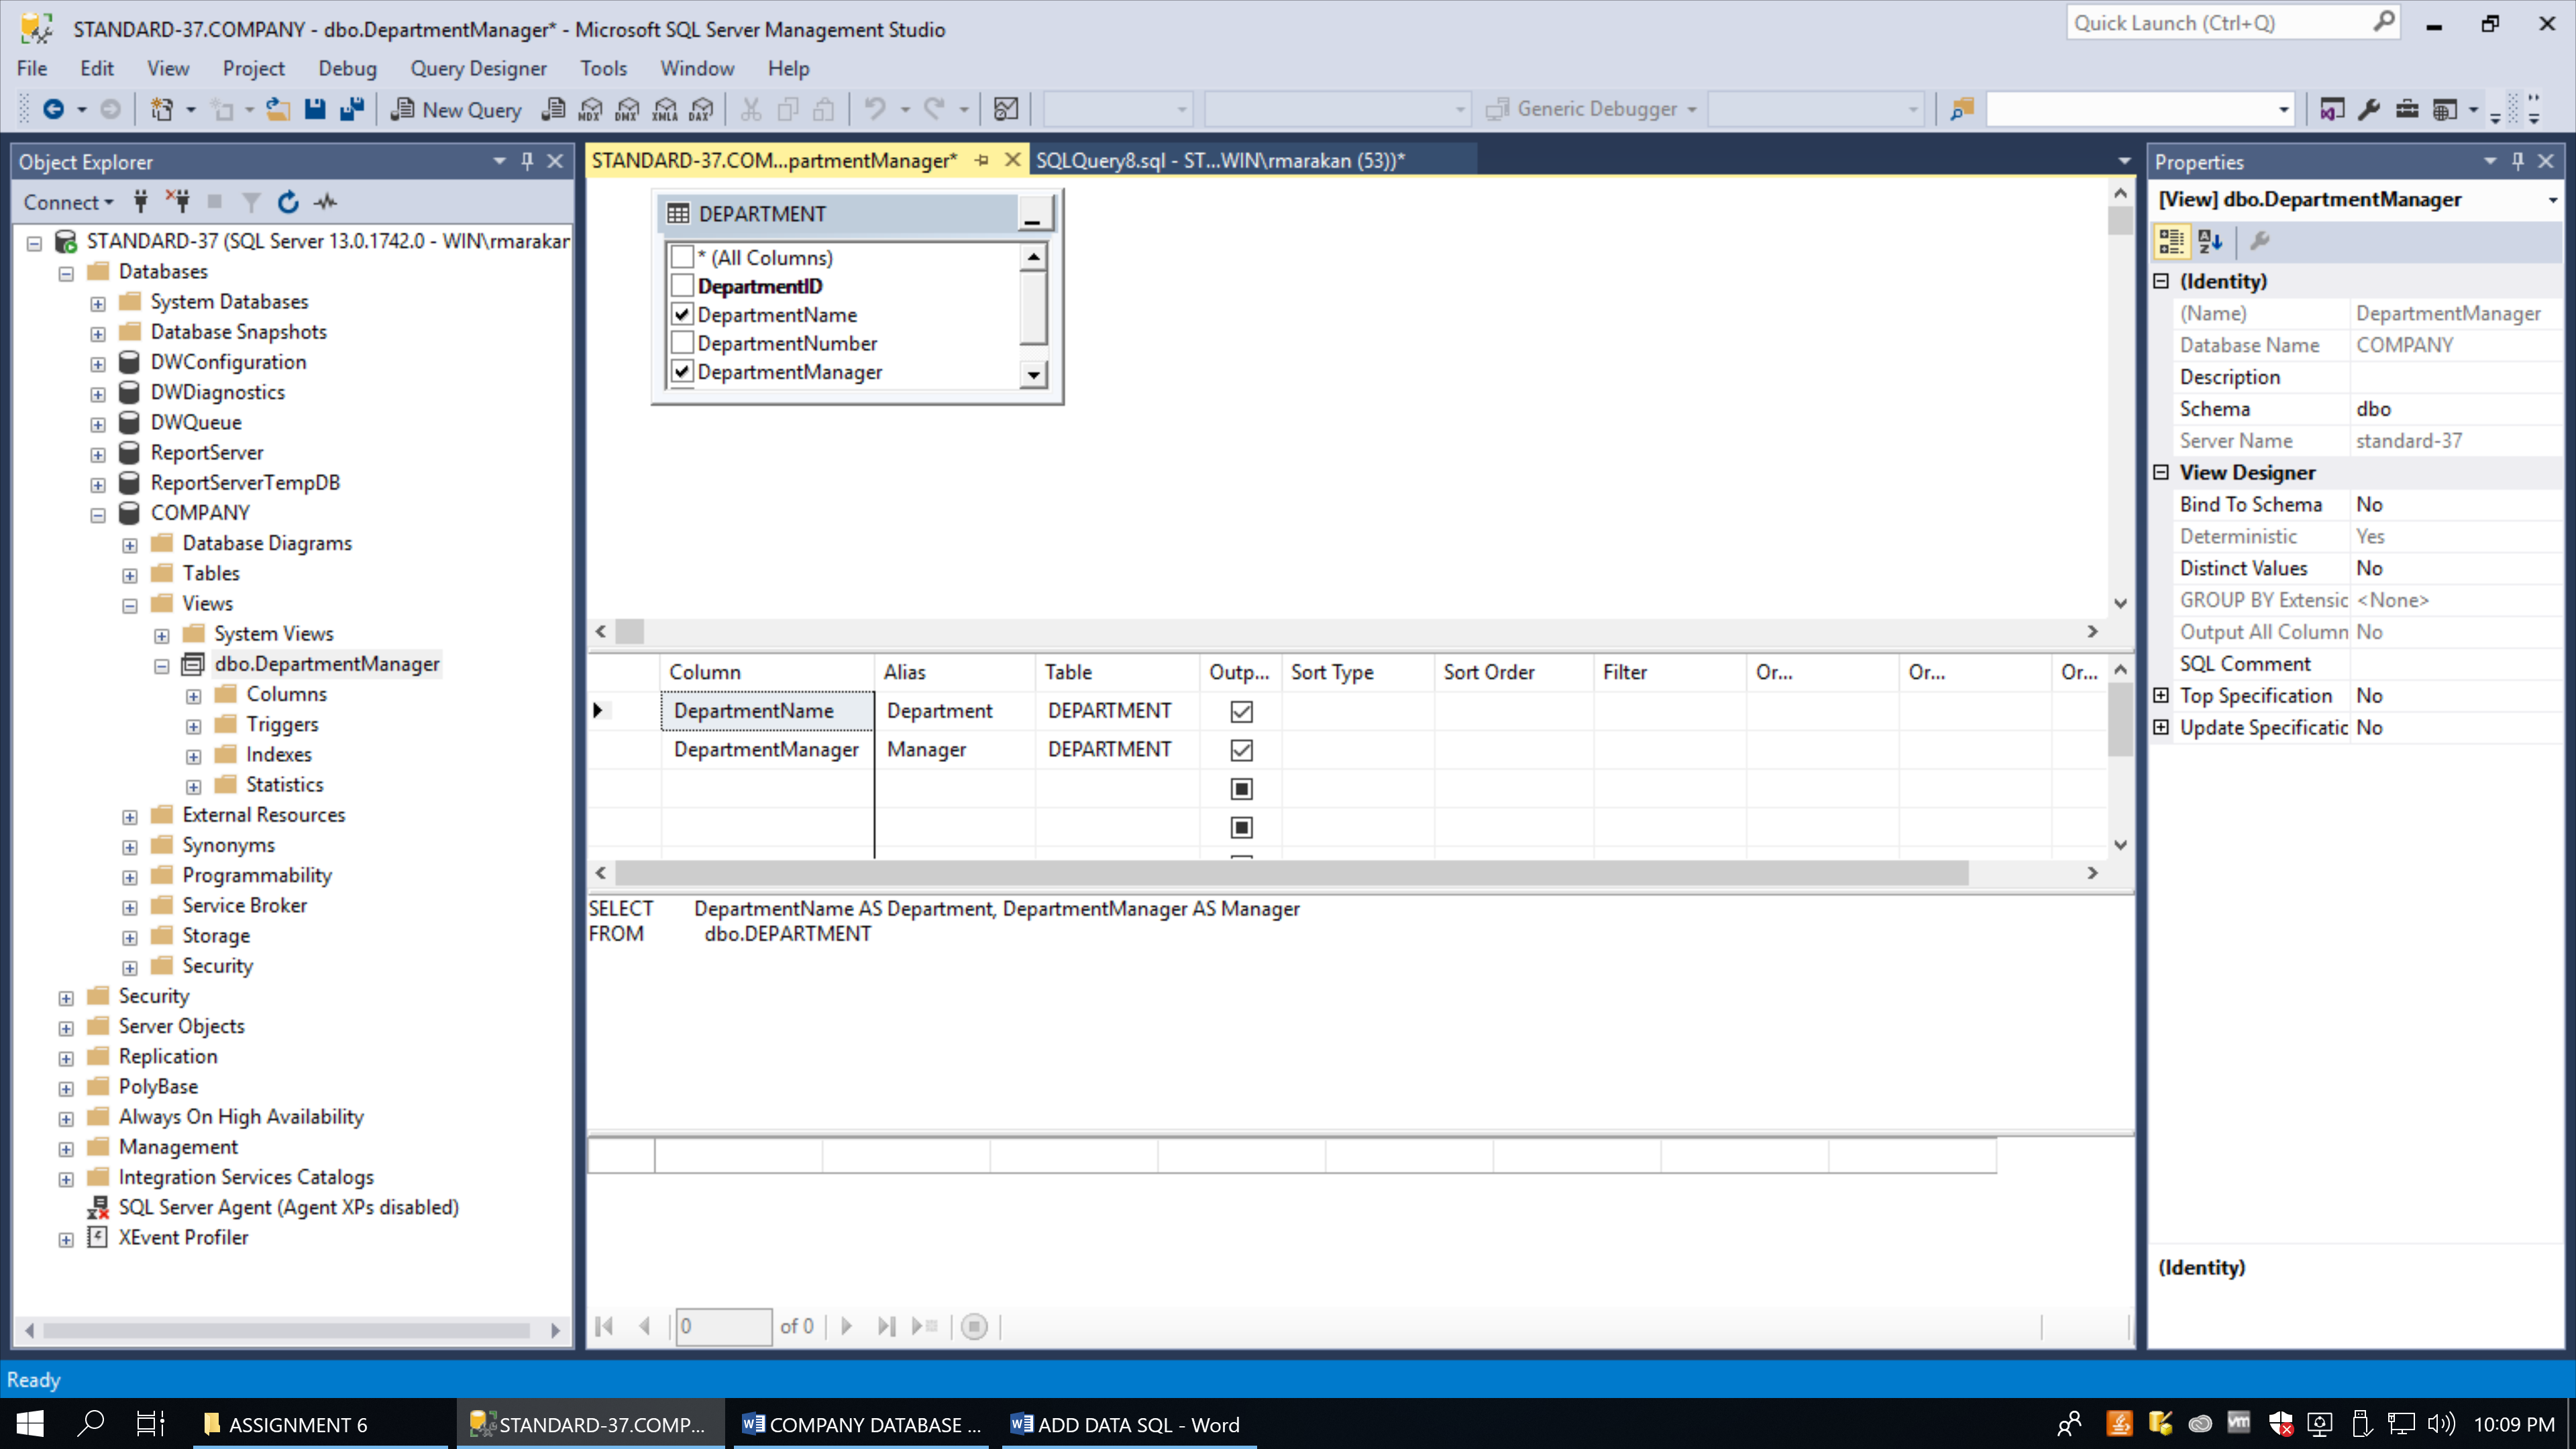 STANDARD-37.COMPANY - dbo.DepartmentManager* - Microsoft SQL Server Management Studio
Quick Launch (Ctrl+Q)
File Edit View Project Debug Query Designer Tools Window Help
New Query MDX DMX XMLA DAX Generic Debugger
Object Explorer
Connect
STANDARD-37 (SQL Server 13.0.1742.0 - WIN\rmarakan
Databases
System Databases
Database Snapshots
DWConfiguration
DWDiagnostics
DWQueue
ReportServer
ReportServerTempDB
COMPANY
Database Diagrams
Tables
Views
System Views
dbo.DepartmentManager
Columns
Triggers
Indexes
Statistics
External Resources
Synonyms
Programmability
Service Broker
Storage
Security
Security
Server Objects
Replication
PolyBase
Always On High Availability
Management
Integration Services Catalogs
SQL Server Agent (Agent XPs disabled)
XEvent Profiler
STANDARD-37.COM...partmentManager* SQLQuery8.sql - ST...WIN\rmarakan (53))*
DEPARTMENT
* (All Columns)
DepartmentID
DepartmentName
DepartmentNumber
DepartmentManager
Column Alias Table Outp... Sort Type Sort Order Filter Or... Or... Or...
DepartmentName Department DEPARTMENT
DepartmentManager Manager DEPARTMENT
SELECT DepartmentName AS Department, DepartmentManager AS Manager
FROM dbo.DEPARTMENT
0 of 0
Properties
[View] dbo.DepartmentManager
(Identity)
(Name) DepartmentManager
Database Name COMPANY
Description
Schema dbo
Server Name standard-37
View Designer
Bind To Schema No
Deterministic Yes
Distinct Values No
GROUP BY Extensic <None>
Output All Column No
SQL Comment
Top Specification No
Update Specificatic No
(Identity)
Ready
ASSIGNMENT 6 STANDARD-37.COMP... COMPANY DATABASE ... ADD DATA SQL - Word vm 10:09 PM